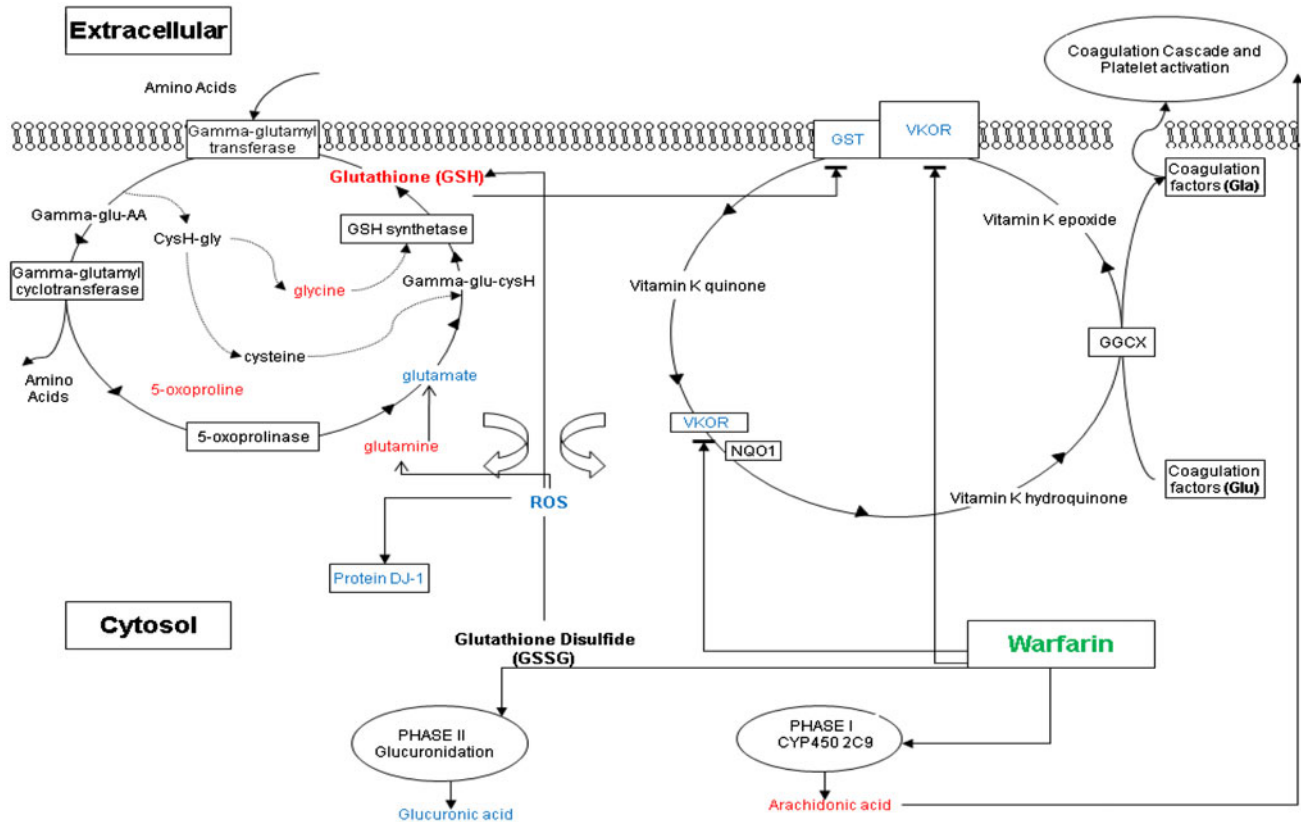 Extracellular
Coagulation Cascade and
Platelet activation
Amino Acids
Gamma-glutamyl
transferase
GST
VKOR
Glutathione (GSH)
Coagulation
factors (Gla)
Gamma-glu-AA
CysH-gly
GSH synthetase
Vitamin K epoxide
Gamma-glutamyl
cyclotransferase
glycine
Gamma-glu-cysH
Vitamin K quinone
cysteine
GGCX
Amino
Acids
5-oxoproline
glutamate
5-oxoprolinase
glutamine
VKOR
NQO1
Coagulation
factors (Glu)
Vitamin K hydroquinone
ROS
Protein DJ-1
Cytosol
Glutathione Disulfide
(GSSG)
Warfarin
PHASE II
Glucuronidation
PHASE I
CYP450 2C9
Glucuronic acid
Arachidonic acid